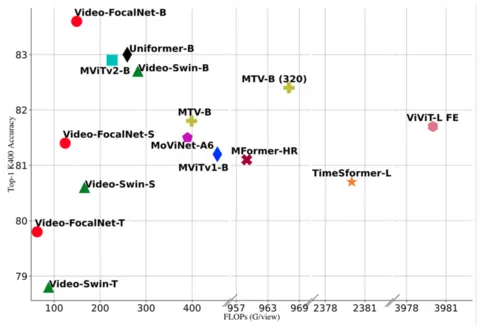 Video-FocalNet-B
83
Uniformer-B
MViTv2-B
Video-Swin-B
MTV-B (320)
82
MTV-B
ViViT-L FE
Video-FocalNet-S
MoViNet-A6
MFormer-HR
81
MViTv1-B
TimeSformer-L
Video-Swin-S
80
Video-FocalNet-T
79
Video-Swin-T
Top-1 K400 Accuracy
100 200 300 400 957 963 969 2378 2381 3978 3981
FLOPs (G/view)